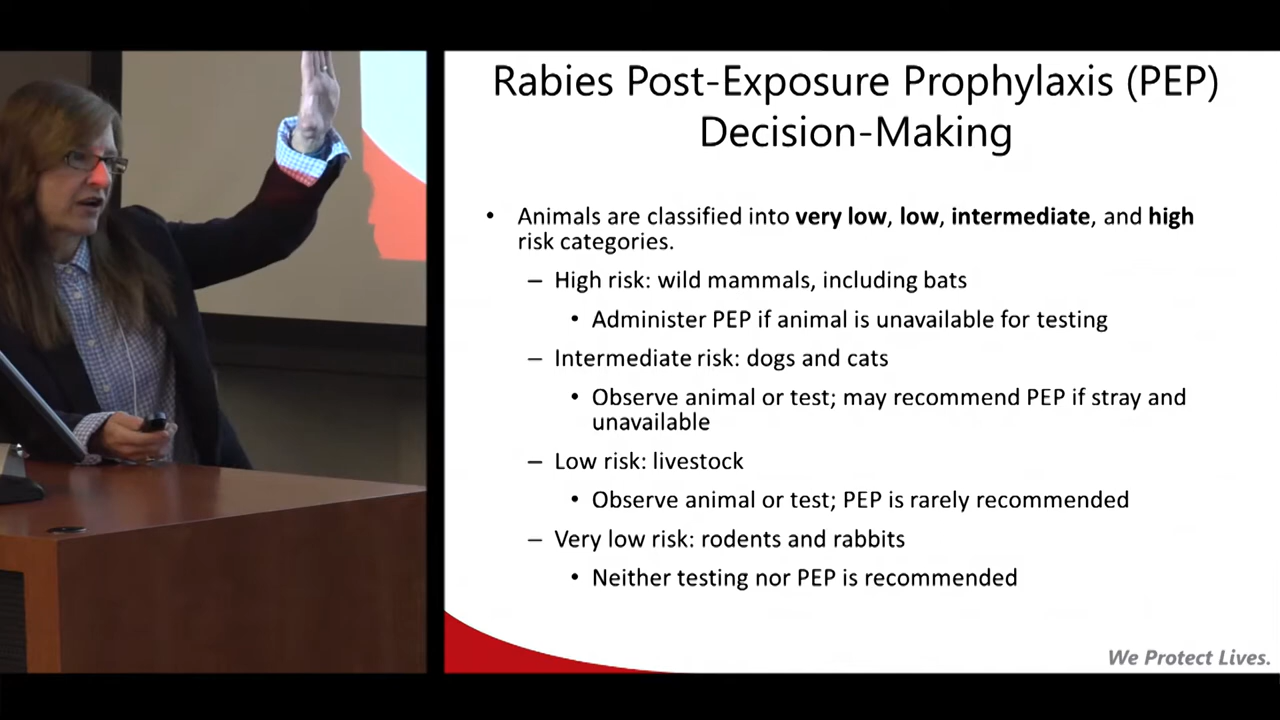 Rabies Post-Exposure Prophylaxis (PEP)
Decision-Making
• Animals are classified into very low, low, intermediate, and high
risk categories.
– High risk: wild mammals, including bats
• Administer PEP if animal is unavailable for testing
– Intermediate risk: dogs and cats
• Observe animal or test; may recommend PEP if stray and
unavailable
– Low risk: livestock
• Observe animal or test; PEP is rarely recommended
– Very low risk: rodents and rabbits
• Neither testing nor PEP is recommended
We Protect Lives.